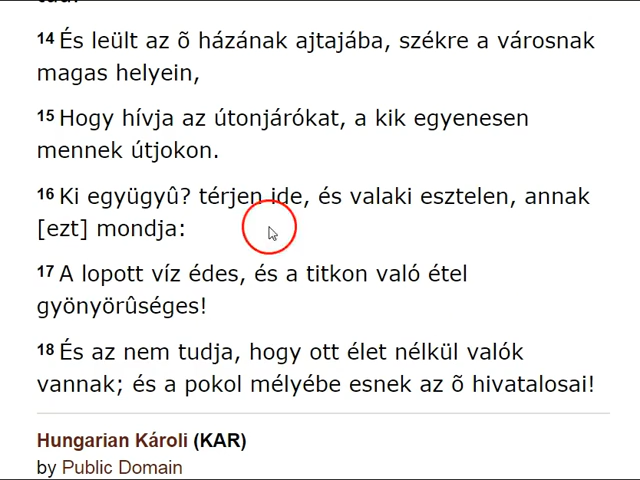 14 És leült az õ házának ajtajába, székre a városnak
magas helyein,
15 Hogy hívja az útonjárókat, a kik egyenesen
mennek útjokon.
16 Ki együgyû? térjen ide, és valaki esztelen, annak
[ezt] mondja:
17 A lopott víz édes, és a titkon való étel
gyönyörûséges!
18 És az nem tudja, hogy ott élet nélkül valók
vannak; és a pokol mélyébe esnek az õ hivatalosai!
Hungarian Károli (KAR)
by Public Domain